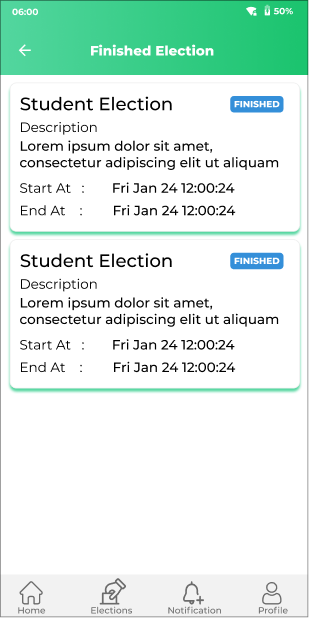 06:00 50%
Finished Election
Student Election FINISHED
Description
Lorem ipsum dolor sit amet,
consectetur adipiscing elit ut aliquam
Start At : Fri Jan 24 12:00:24
End At : Fri Jan 24 12:00:24
Student Election FINISHED
Description
Lorem ipsum dolor sit amet,
consectetur adipiscing elit ut aliquam
Start At : Fri Jan 24 12:00:24
End At : Fri Jan 24 12:00:24
Home Elections Notification Profile